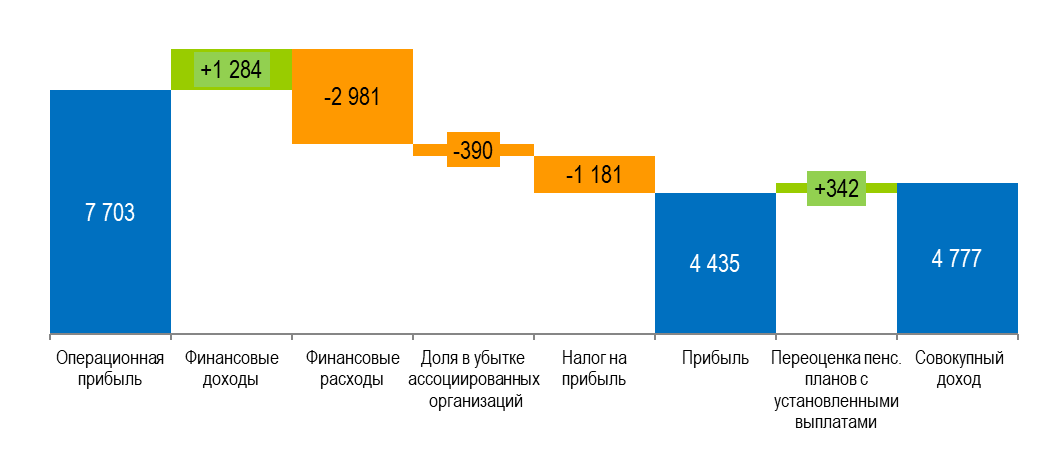 +1 284
-2 981
-390
-1 181
+342
7 703
4 435
4 777
Операционная
прибыль
Финансовые
доходы
Финансовые
расходы
Доля в убытке
ассоциированных
организаций
Налог на
прибыль
Прибыль
Переоценка пенс.
планов с
установленными
выплатами
Совокупный
доход